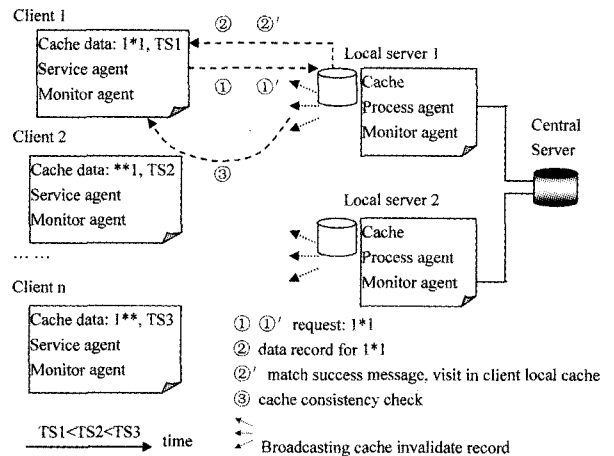 Client 1
Cache data: 1*1, TS1
Service agent
Monitor agent
② ②′
① ①′
③
Local server 1
Cache
Process agent
Monitor agent
Central
Server
Client 2
Cache data: **1, TS2
Service agent
Monitor agent
... ...
Local server 2
Cache
Process agent
Monitor agent
Client n
Cache data: 1**, TS3
Service agent
Monitor agent
TS1<TS2<TS3
time
① ①′ request: 1*1
② data record for 1*1
②′ match success message, visit in client local cache
③ cache consistency check
Broadcasting cache invalidate record